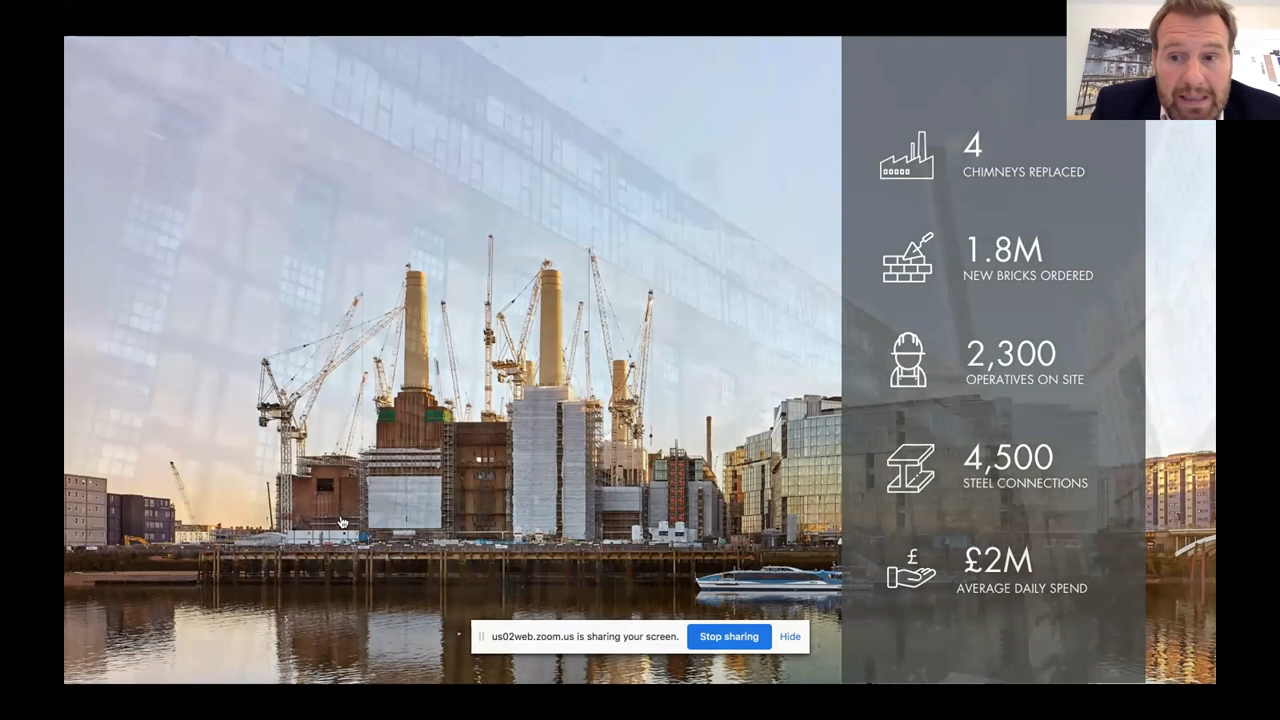 4
CHIMNEYS REPLACED
1.8M
NEW BRICKS ORDERED
2,300
OPERATIVES ON SITE
4,500
STEEL CONNECTIONS
£
£2M
AVERAGE DAILY SPEND
us02web.zoom.us is sharing your screen.
Stop sharing
Hide